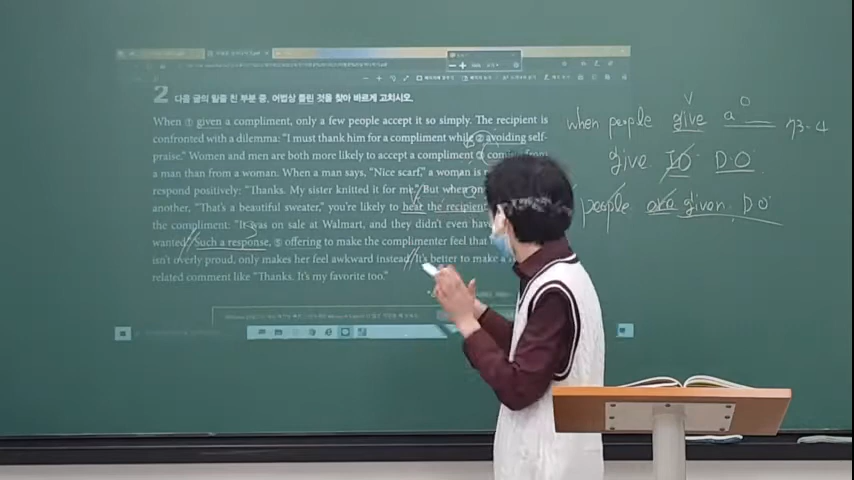 2 다음 글의 밑줄 친 부분 중, 어법상 틀린 것을 찾아 바르게 고치시오.
When ① given a compliment, only a few people accept it so simply. The recipient is
confronted with a dilemma: "I must thank him for a compliment while ② avoiding self-
praise." Women and men are both more likely to accept a compliment ③
a man than from a woman. When a man says, "Nice scarf," a woman is
respond positively: "Thanks. My sister knitted it for me." But when
another, "That's a beautiful sweater," you're likely to hear the recipient
the compliment: "It was on sale at Walmart, and they didn't even have
wanted." Such a response, ⑤ offering to make the complimenter feel that
isn't overly proud, only makes her feel awkward instead. It's better to make a
related comment like "Thanks. It's my favorite too."
when people give a
V
O
give IO D.O
people are given D.O